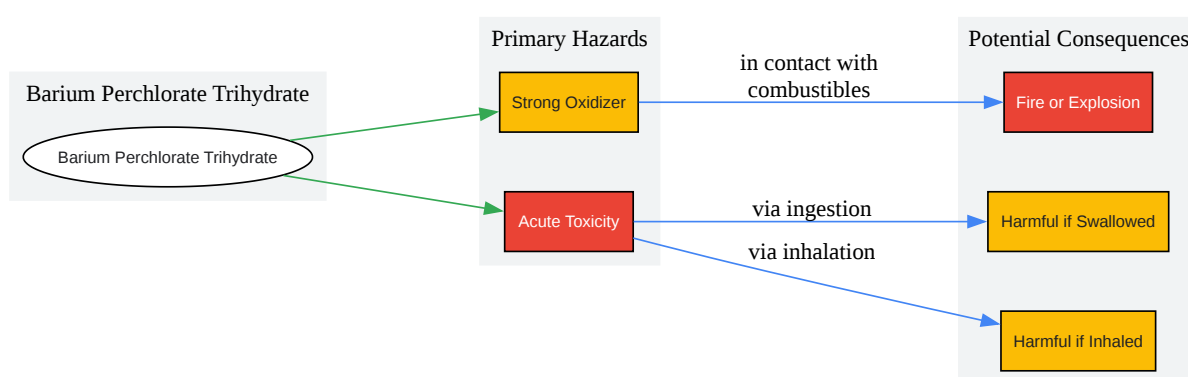 Barium Perchlorate Trihydrate
Barium Perchlorate Trihydrate
Primary Hazards
Strong Oxidizer
Acute Toxicity
in contact with
combustibles
via ingestion
via inhalation
Potential Consequences
Fire or Explosion
Harmful if Swallowed
Harmful if Inhaled